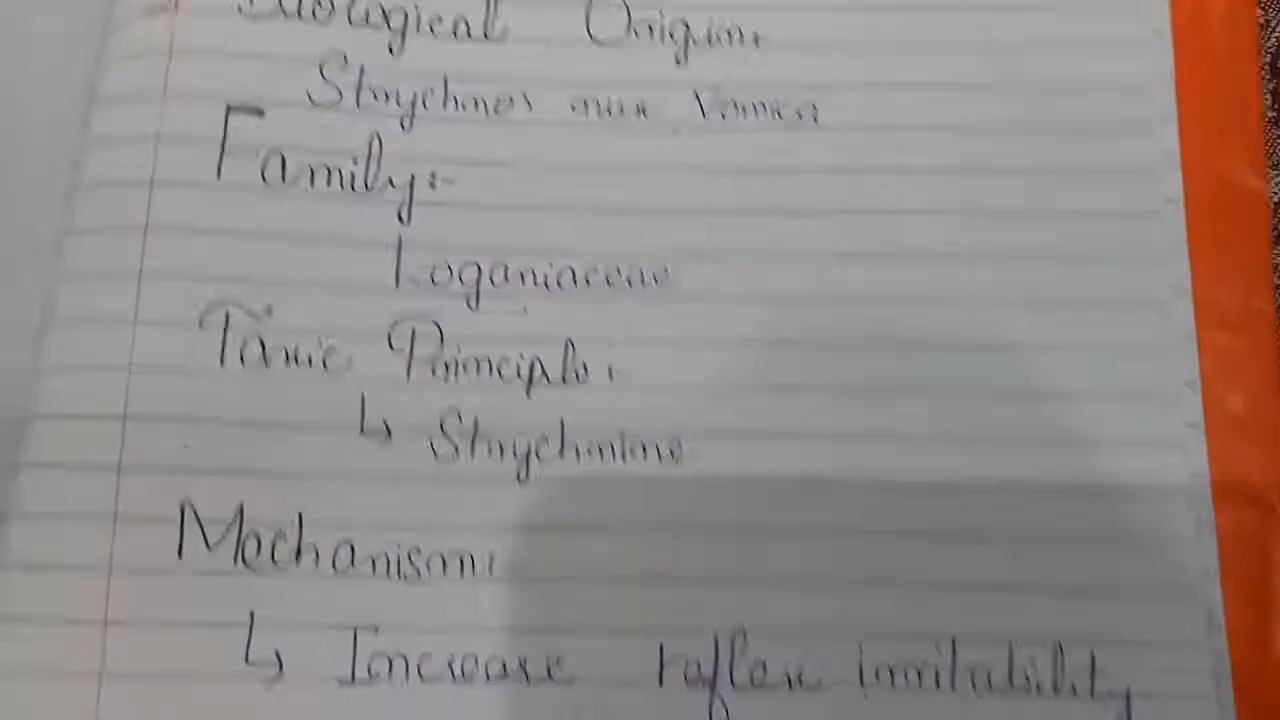 Biological Origin:
Strychnos nux vomica
Family:-
Loganiaceae
Toxic Principle:
↳ Strychnine
Mechanism:
↳ Increase reflex irritability